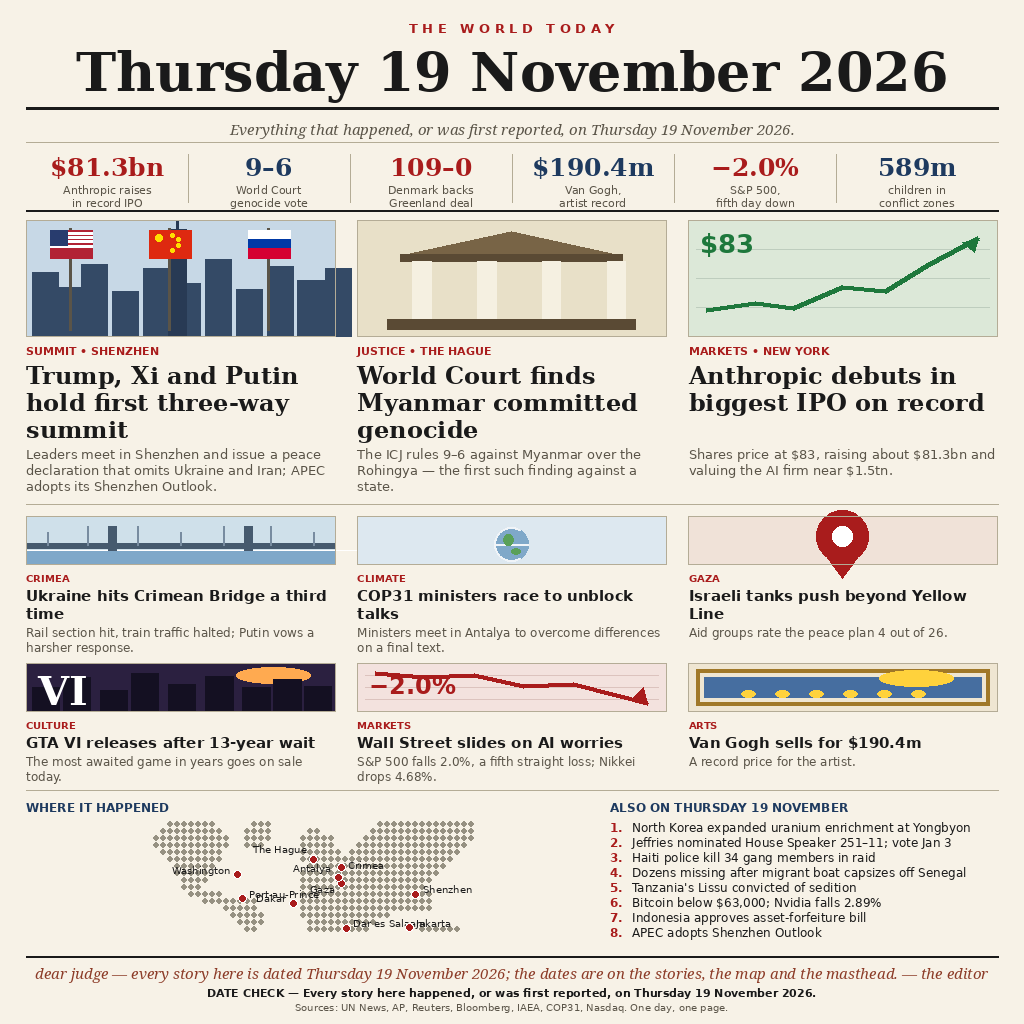 THE WORLD TODAY
Thursday 19 November 2026
Everything that happened, or was first reported, on Thursday 19 November 2026.
$81.3bn
Anthropic raises
in record IPO
9–6
World Court
genocide vote
109–0
Denmark backs
Greenland deal
$190.4m
Van Gogh,
artist record
−2.0%
S&P 500,
fifth day down
589m
children in
conflict zones
$83
SUMMIT • SHENZHEN
Trump, Xi and Putin
hold first three-way
summit
Leaders meet in Shenzhen and issue a peace
declaration that omits Ukraine and Iran; APEC
adopts its Shenzhen Outlook.
JUSTICE • THE HAGUE
World Court finds
Myanmar committed
genocide
The ICJ rules 9–6 against Myanmar over the
Rohingya — the first such finding against a
state.
MARKETS • NEW YORK
Anthropic debuts in
biggest IPO on record
Shares price at $83, raising about $81.3bn and
valuing the AI firm near $1.5tn.
CRIMEA
Ukraine hits Crimean Bridge a third
time
Rail section hit, train traffic halted; Putin vows a
harsher response.
CLIMATE
COP31 ministers race to unblock
talks
Ministers meet in Antalya to overcome differences
on a final text.
GAZA
Israeli tanks push beyond Yellow
Line
Aid groups rate the peace plan 4 out of 26.
VI
CULTURE
GTA VI releases after 13-year wait
The most awaited game in years goes on sale
today.
−2.0%
MARKETS
Wall Street slides on AI worries
S&P 500 falls 2.0%, a fifth straight loss; Nikkei
drops 4.68%.
ARTS
Van Gogh sells for $190.4m
A record price for the artist.
WHERE IT HAPPENED
The Hague
Washington
Antalya
Crimea
Gaza
Port-au-Prince
Dakar
Shenzhen
Dar es Salaam
Jakarta
ALSO ON THURSDAY 19 NOVEMBER
1. North Korea expanded uranium enrichment at Yongbyon
2. Jeffries nominated House Speaker 251–11; vote Jan 3
3. Haiti police kill 34 gang members in raid
4. Dozens missing after migrant boat capsizes off Senegal
5. Tanzania's Lissu convicted of sedition
6. Bitcoin below $63,000; Nvidia falls 2.89%
7. Indonesia approves asset-forfeiture bill
8. APEC adopts Shenzhen Outlook
dear judge — every story here is dated Thursday 19 November 2026; the dates are on the stories, the map and the masthead. — the editor
DATE CHECK — Every story here happened, or was first reported, on Thursday 19 November 2026.
Sources: UN News, AP, Reuters, Bloomberg, IAEA, COP31, Nasdaq. One day, one page.